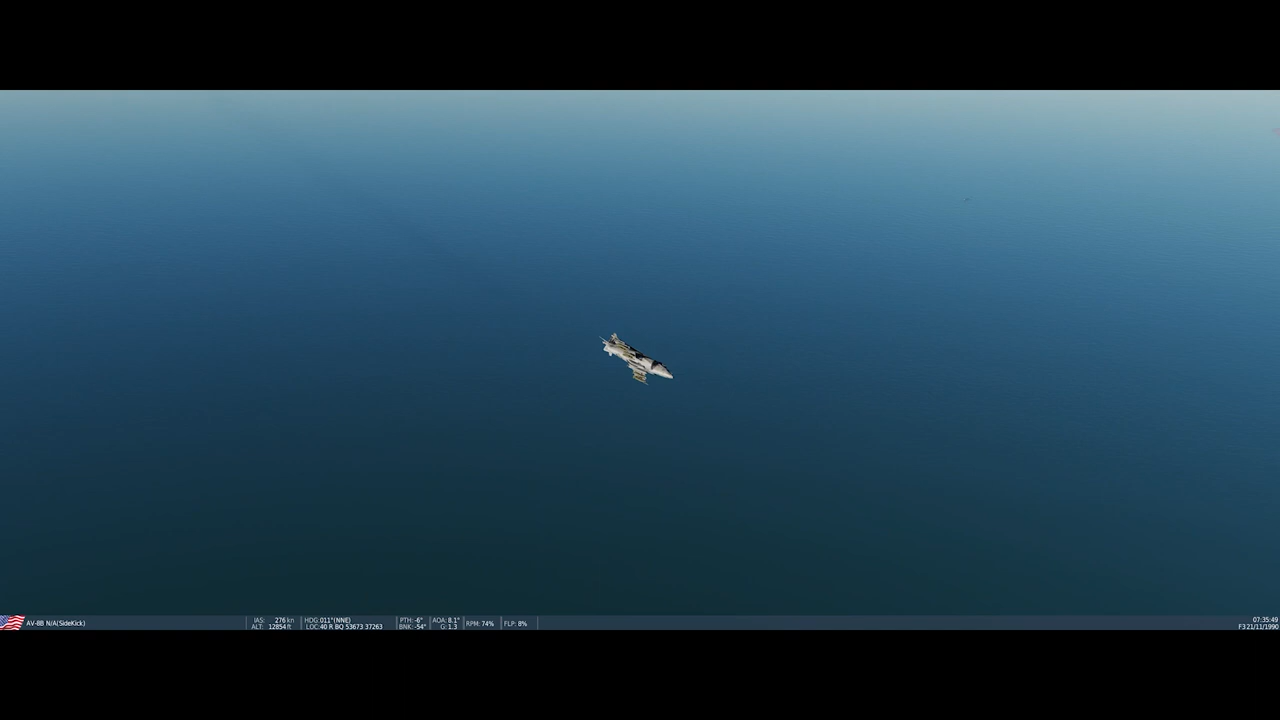 AV-8B N/A(SideKick)
IAS: 276 kn
ALT: 12854 ft
HDG:011°(NNE)
LOC:40 R BQ 53673 37263
PTH: -6°
BNK: -54°
AOA: 8.1°
G: 1.3
RPM: 74%
FLP: 8%
07:35:49
F3 21/11/1990